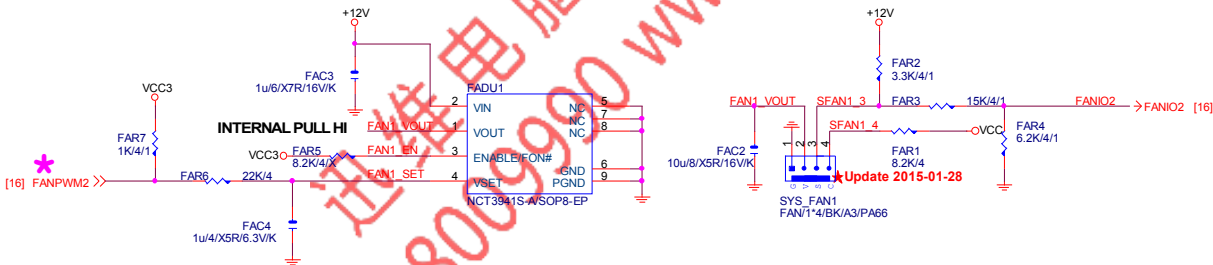 +12V
+12V
FAC3
1u/6/X7R/16V/K
FADU1
VCC3
FAR7
1K/4/1
INTERNAL PULL HI
FAN1_VOUT
VCC3
FAR5
8.2K/4/X
FAN1_EN
[16] FANPWM2
FAR6
22K/4
FAN1_SET
FAC4
1u/4/X5R/6.3V/K
2 VIN
1 VOUT
3 ENABLE/FON#
4 VSET
NC 5
NC 7
NC 8
GND 6
PGND 9
NCT3941S-A/SOP8-EP
FAR2
3.3K/4/1
FAN1_VOUT
SFAN1_3
FAR3
15K/4/1
FANIO2
FANIO2 [16]
SFAN1_4
VCC
FAR4
6.2K/4/1
FAC2
10u/8/X5R/16V/K
FAR1
8.2K/4
1 2 3 4
G V S C
Update 2015-01-28
SYS_FAN1
FAN/1*4/BK/A3/PA66
迅维电脑
8009990 w